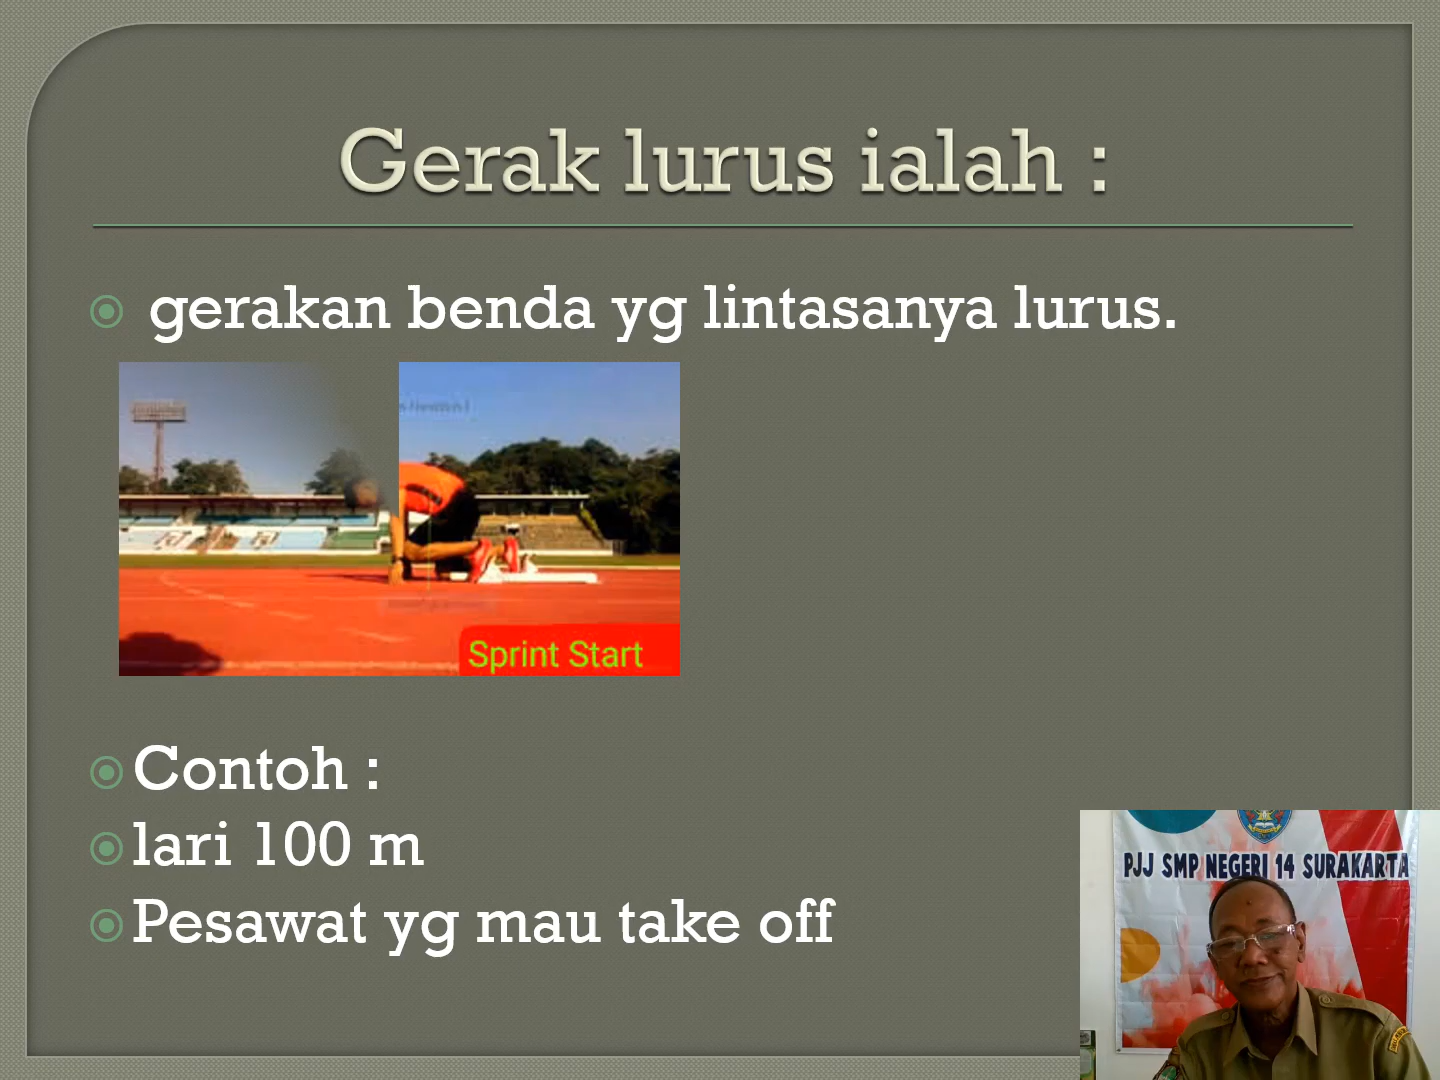 Gerak lurus ialah :
gerakan benda yg lintasanya lurus.
Sprint Start
Contoh :
lari 100 m
Pesawat yg mau take off
PJJ SMP NEGERI 14 SURAKARTA